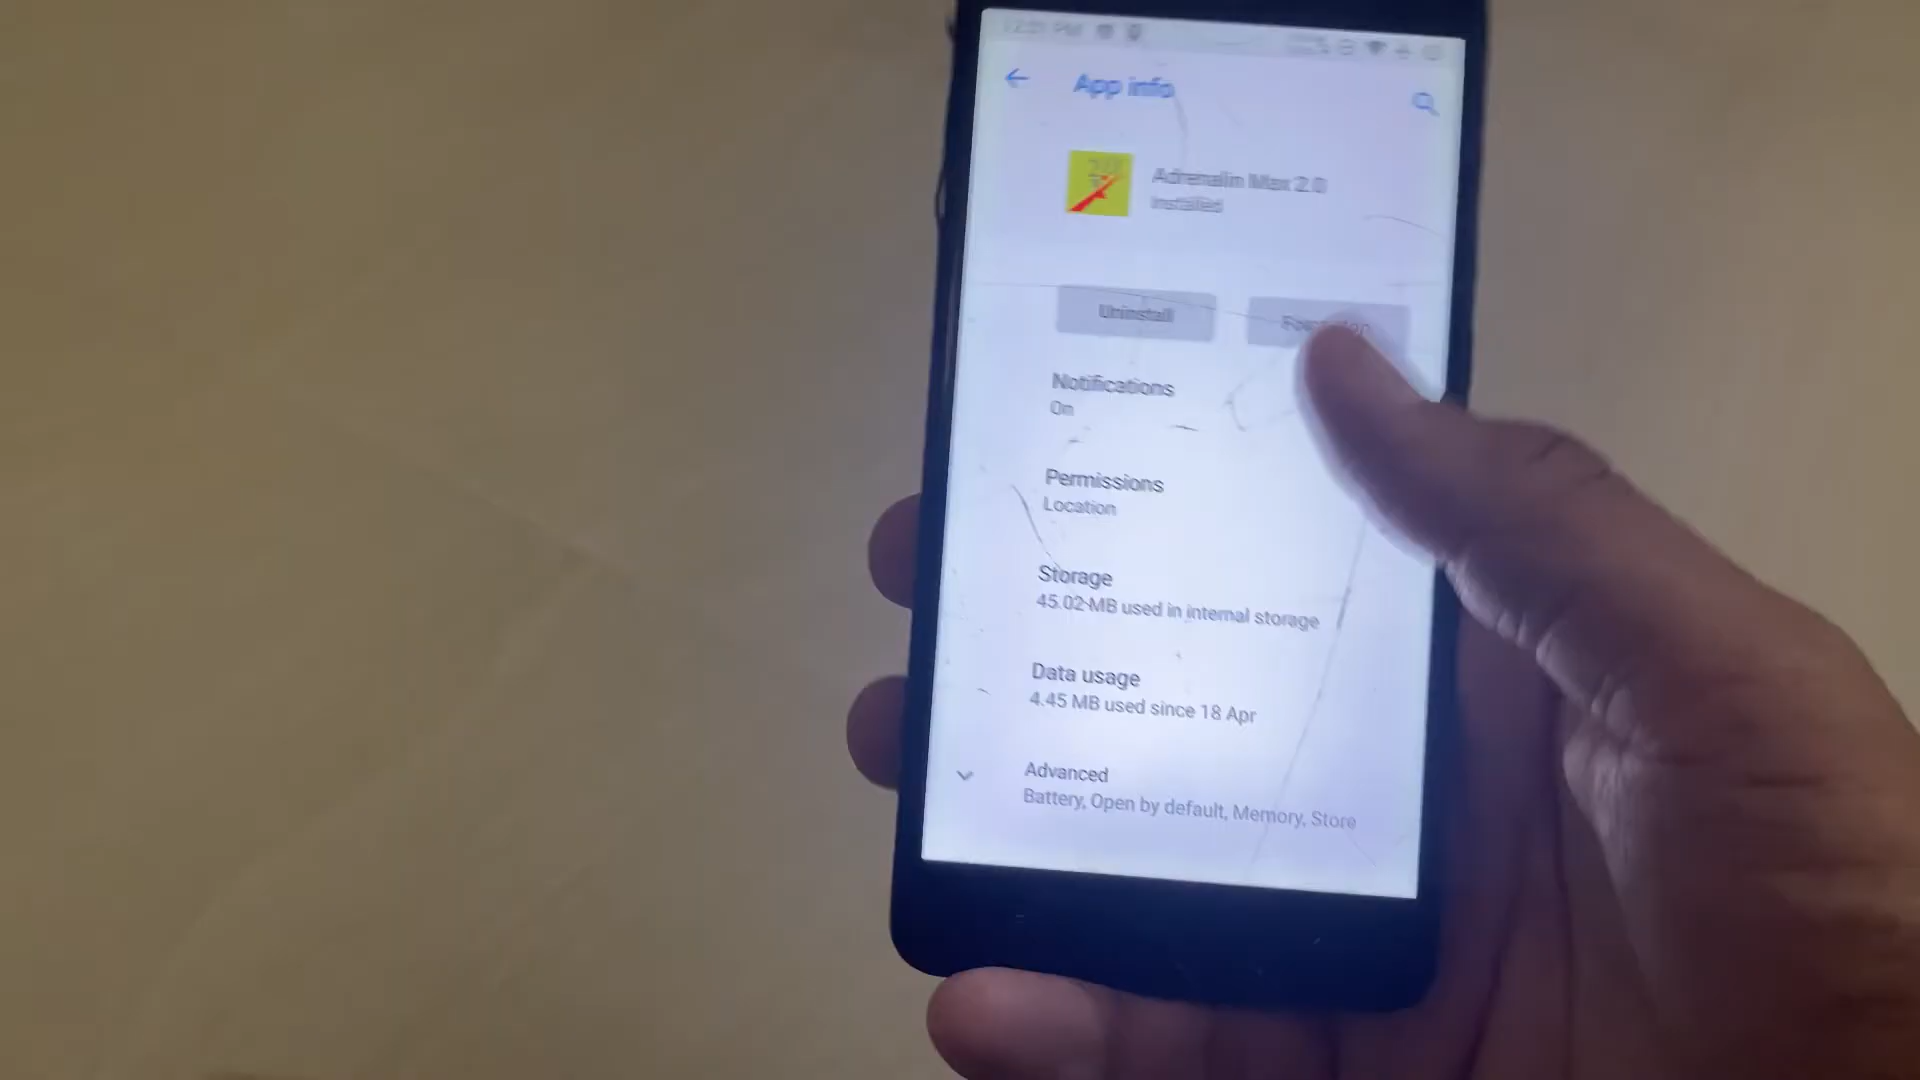 App info
Adrenalin Max 2.0
Installed
Uninstall
Notifications
On
Permissions
Location
Storage
45.02 MB used in internal storage
Data usage
4.45 MB used since 18 Apr
Advanced
Battery, Open by default, Memory, Store